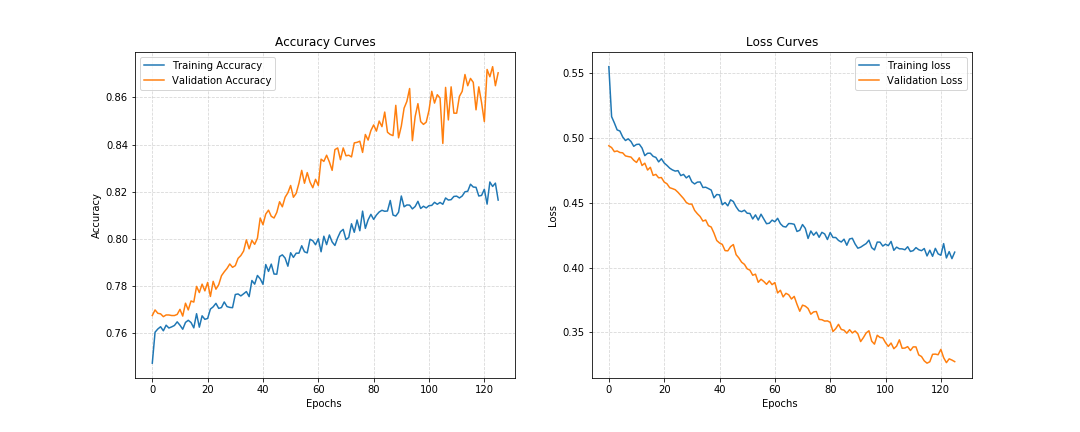 Accuracy Curves
Training Accuracy
Validation Accuracy
0.86
0.84
0.82
0.80
0.78
0.76
Accuracy
0
20
40
60
80
100
120
Epochs
Loss Curves
Training loss
Validation Loss
0.55
0.50
0.45
0.40
0.35
Loss
0
20
40
60
80
100
120
Epochs